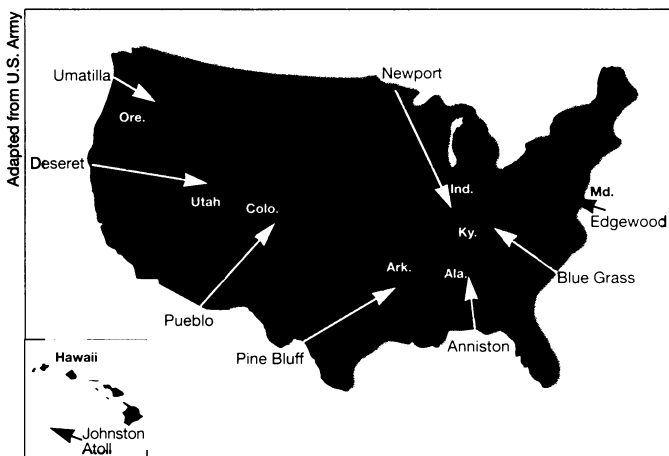 Adapted from U.S. Army
Umatilla
Newport
Ore.
Deseret
Ind.
Md.
Utah
Colo.
Edgewood
Ky.
Ark.
Ala.
Blue Grass
Pueblo
Pine Bluff
Anniston
Hawaii
Johnston
Atoll